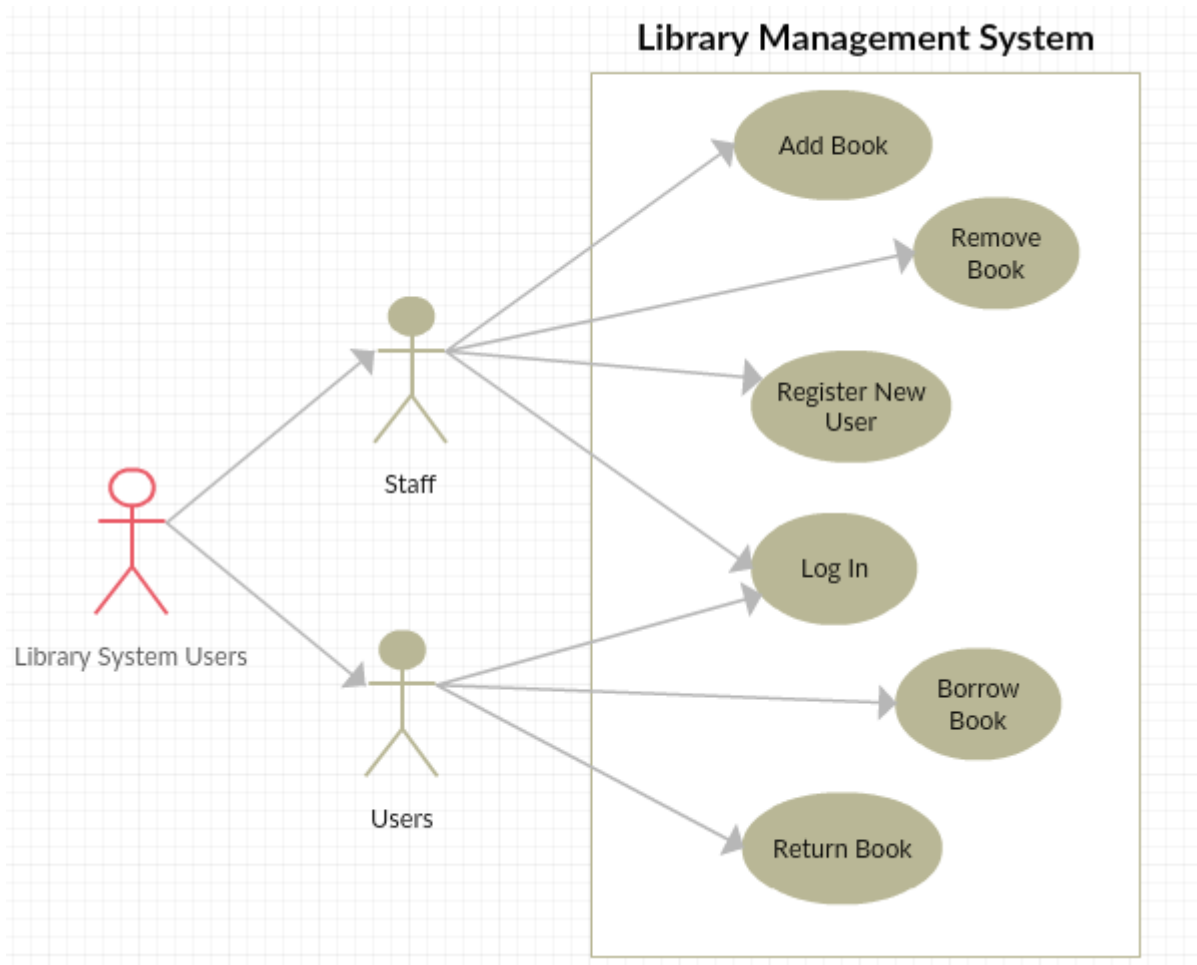 Library Management System
Add Book
Remove
Book
Register New
User
Staff
Log In
Library System Users
Borrow
Book
Users
Return Book